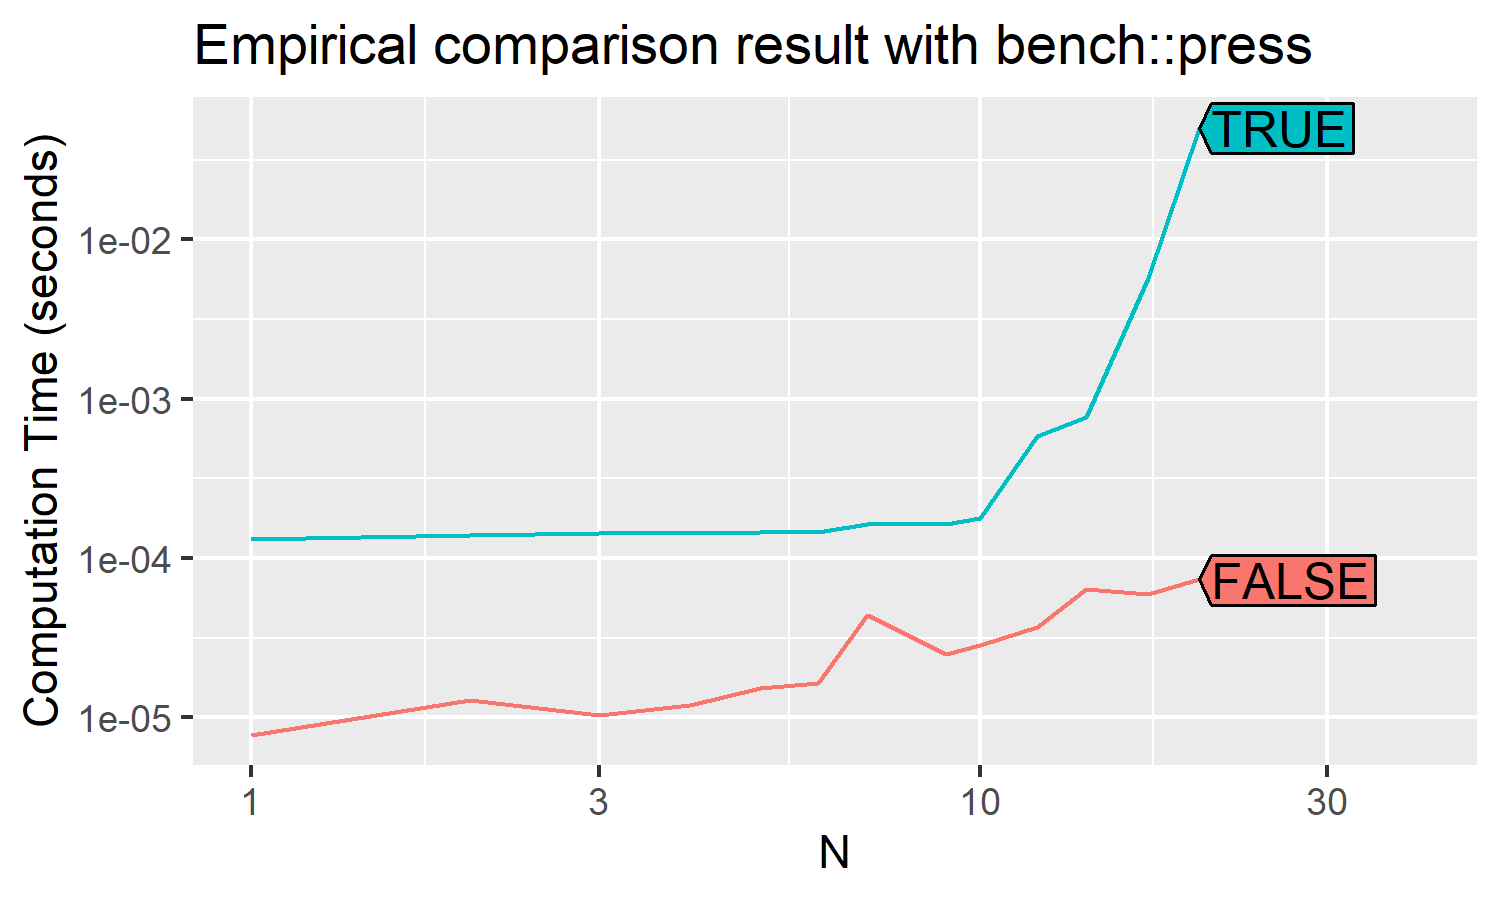 Empirical comparison result with bench::press
Computation Time (seconds)
1e-02
1e-03
1e-04
1e-05
TRUE
FALSE
1
3
10
30
N